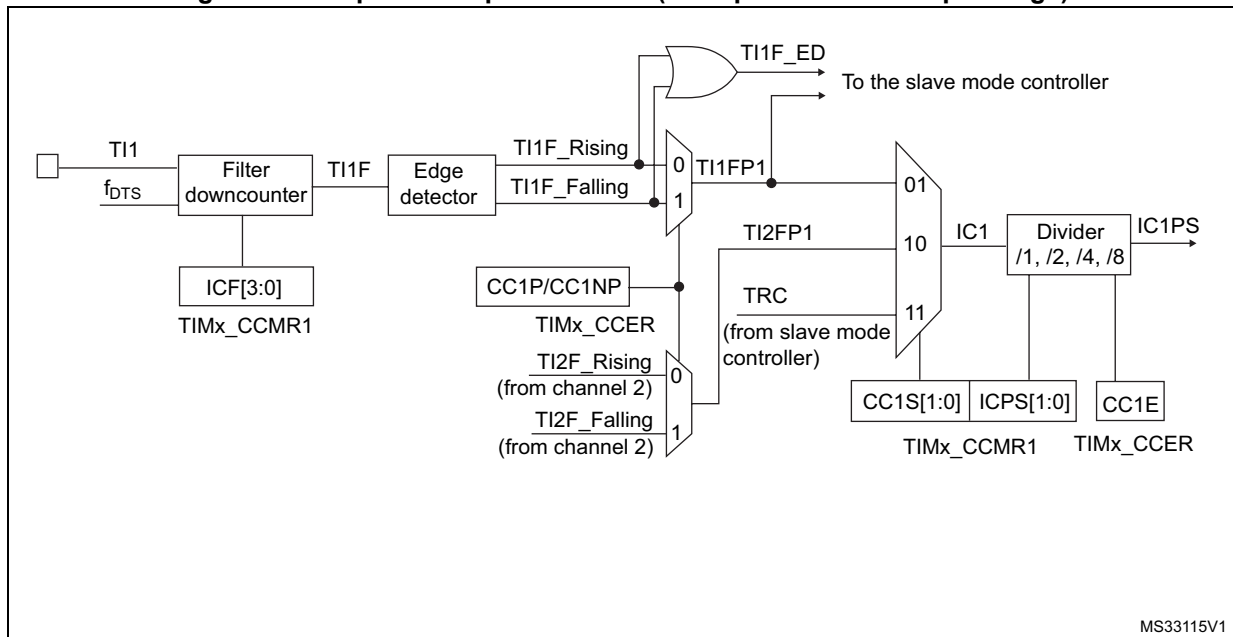 TI1F_ED
To the slave mode controller
TI1F_Rising
TI1
TI1F
0
TI1FP1
Filter
downcounter
Edge
detector
TI1F_Falling
01
fDTS
1
TI2FP1
10
IC1
Divider
/1, /2, /4, /8
IC1PS
ICF[3:0]
CC1P/CC1NP
TRC
11
TIMx_CCMR1
TIMx_CCER
(from slave mode
controller)
TI2F_Rising
0
(from channel 2)
CC1S[1:0]
ICPS[1:0]
CC1E
TI2F_Falling
1
(from channel 2)
TIMx_CCMR1
TIMx_CCER
MS33115V1